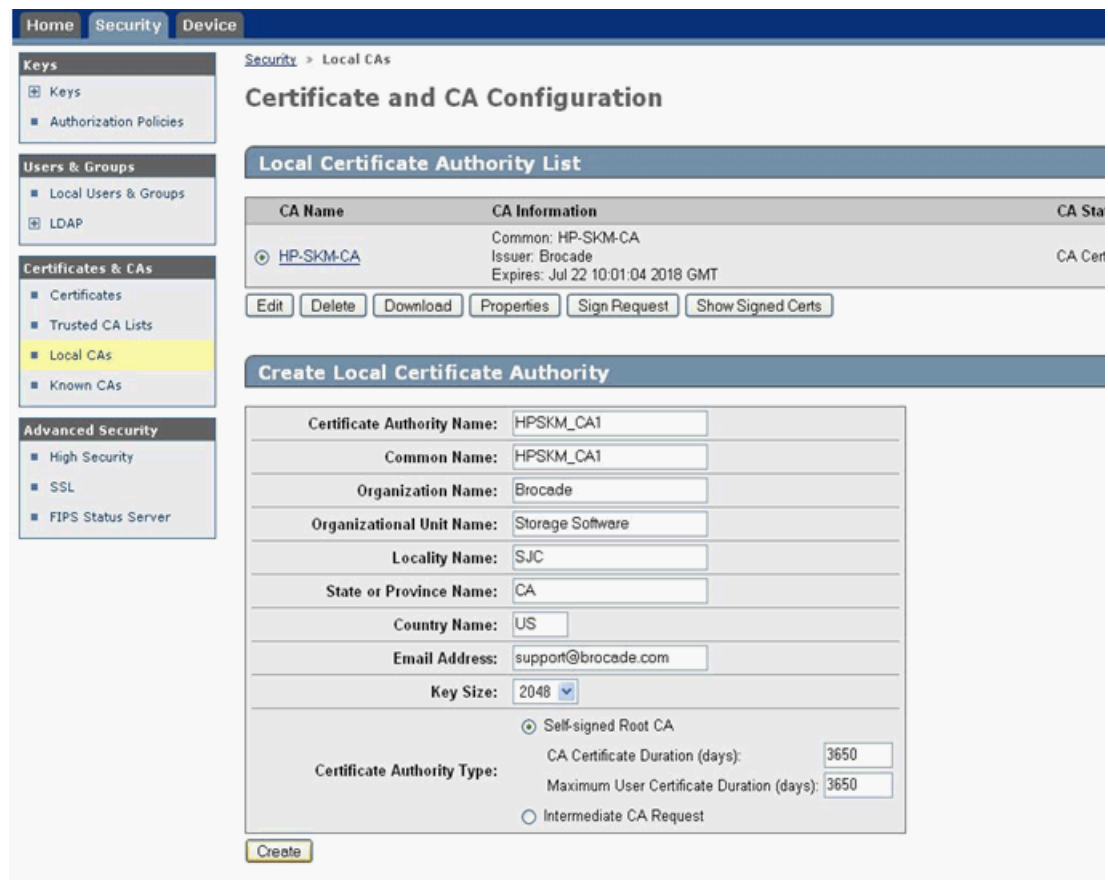 Home Security Device
Keys
Keys
Authorization Policies
Users & Groups
Local Users & Groups
LDAP
Certificates & CAs
Certificates
Trusted CA Lists
Local CAs
Known CAs
Advanced Security
High Security
SSL
FIPS Status Server
Security > Local CAs
Certificate and CA Configuration
Local Certificate Authority List
CA Name CA Information CA Sta
HP-SKM-CA
Common: HP-SKM-CA
Issuer: Brocade
Expires: Jul 22 10:01:04 2018 GMT
CA Cert
Edit Delete Download Properties Sign Request Show Signed Certs
Create Local Certificate Authority
Certificate Authority Name: HPSKM_CA1
Common Name: HPSKM_CA1
Organization Name: Brocade
Organizational Unit Name: Storage Software
Locality Name: SJC
State or Province Name: CA
Country Name: US
Email Address: support@brocade.com
Key Size: 2048
Certificate Authority Type:
Self-signed Root CA
CA Certificate Duration (days): 3650
Maximum User Certificate Duration (days): 3650
Intermediate CA Request
Create